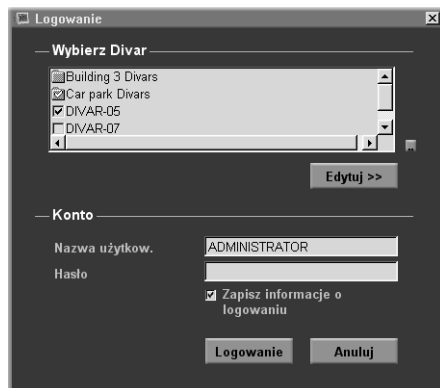 Logowanie
Wybierz Divar
Building 3 Divars
Car park Divars
DIVAR-05
DIVAR-07
Edytuj >>
Konto
Nazwa użytkow.
ADMINISTRATOR
Hasło
Zapisz informacje o
logowaniu
Logowanie
Anuluj